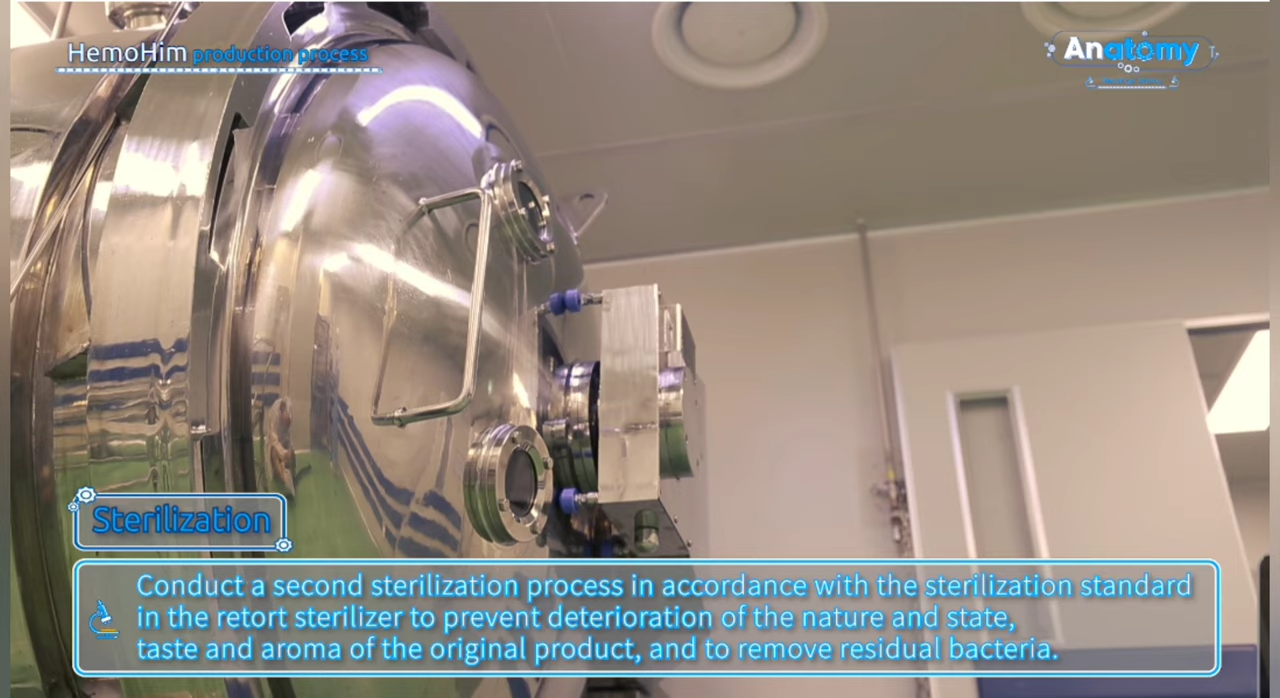 HemoHim production process
Anatomy
Sterilization
Conduct a second sterilization process in accordance with the sterilization standard
in the retort sterilizer to prevent deterioration of the nature and state,
taste and aroma of the original product, and to remove residual bacteria.